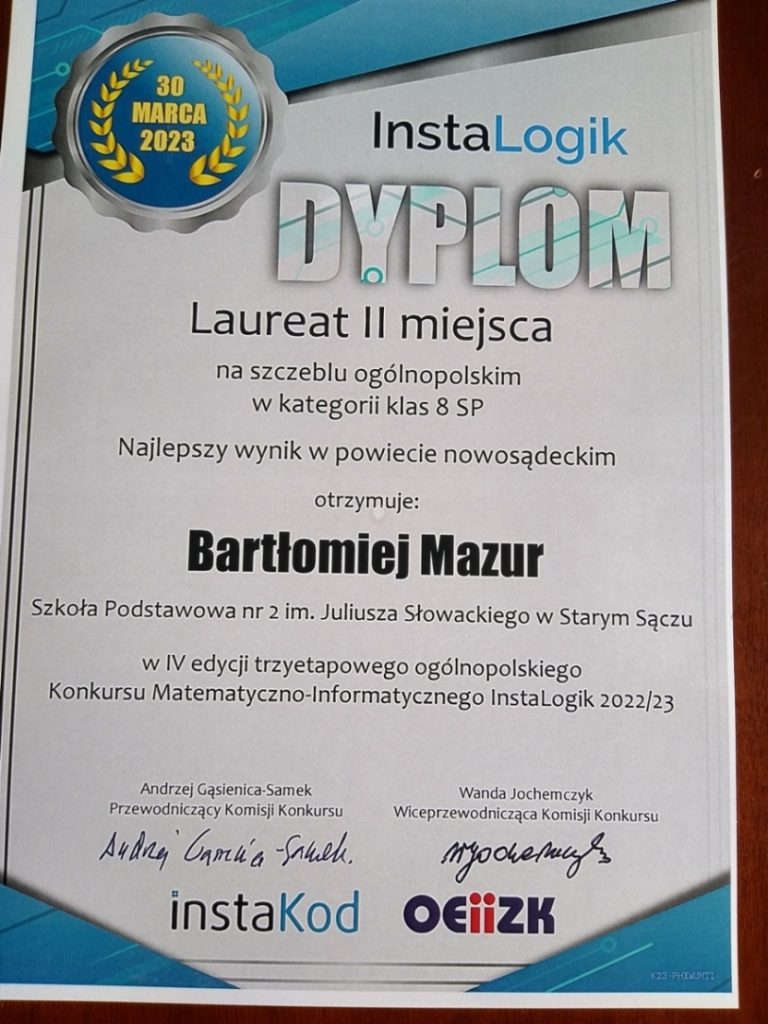 30
MARCA
2023
InstaLogik
DYPLOM
Laureat II miejsca
na szczeblu ogólnopolskim
w kategorii klas 8 SP
Najlepszy wynik w powiecie nowosądeckim
otrzymuje:
Bartłomiej Mazur
Szkoła Podstawowa nr 2 im. Juliusza Słowackiego w Starym Sączu
w IV edycji trzyetapowego ogólnopolskiego
Konkursu Matematyczno-Informatycznego InstaLogik 2022/23
Andrzej Gąsienica-Samek
Przewodniczący Komisji Konkursu
Wanda Jochemczyk
Wiceprzewodnicząca Komisji Konkursu
instaKod
OEiiZK